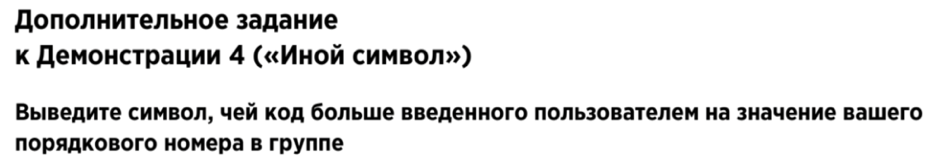 Дополнительное задание
к Демонстрации 4 («Иной символ»)
Выведите символ, чей код больше введенного пользователем на значение вашего
порядкового номера в группе